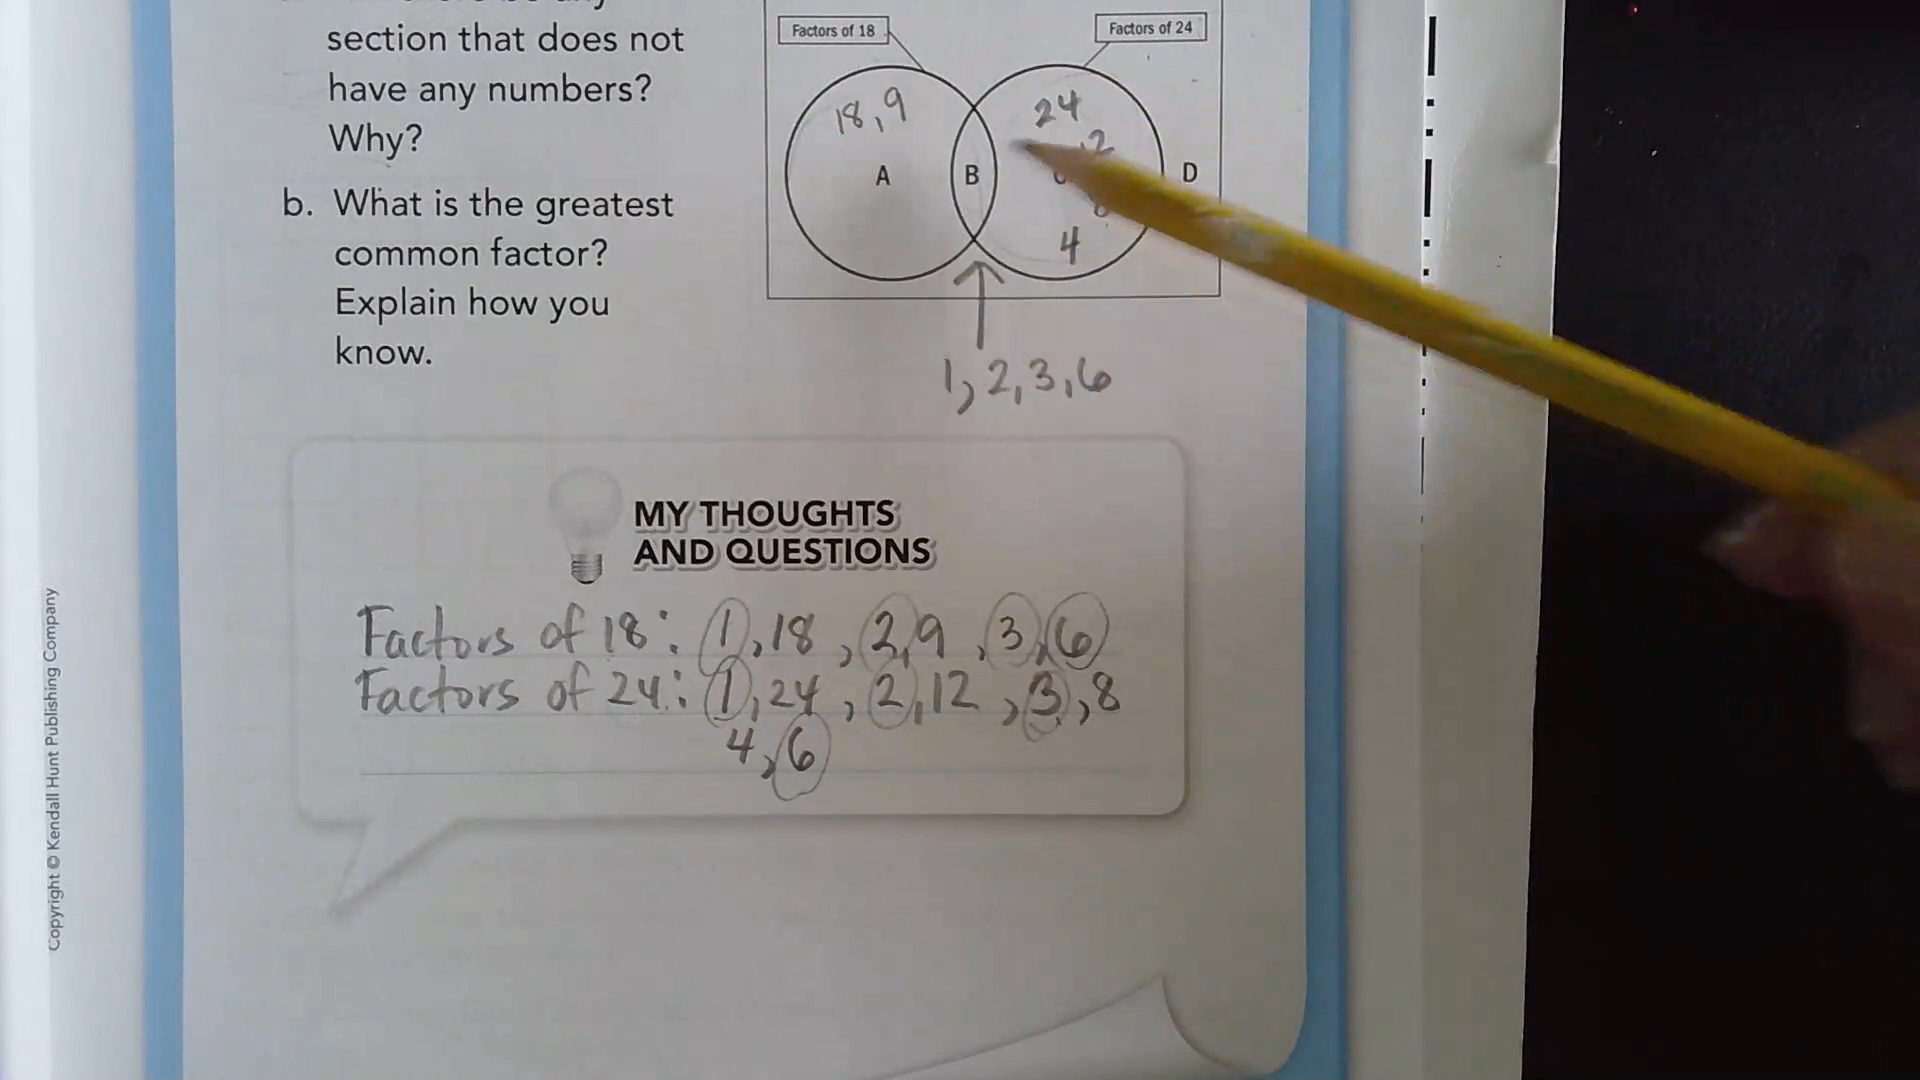 section that does not
have any numbers?
Why?
b. What is the greatest
common factor?
Explain how you
know.
Factors of 18
Factors of 24
18, 9
24
A
B
D
4
1, 2, 3, 6
MY THOUGHTS
AND QUESTIONS
Factors of 18: 1, 18, 2, 9, 3, 6
Factors of 24: 1, 24, 2, 12, 3, 8
4, 6
Copyright © Kendall Hunt Publishing Company